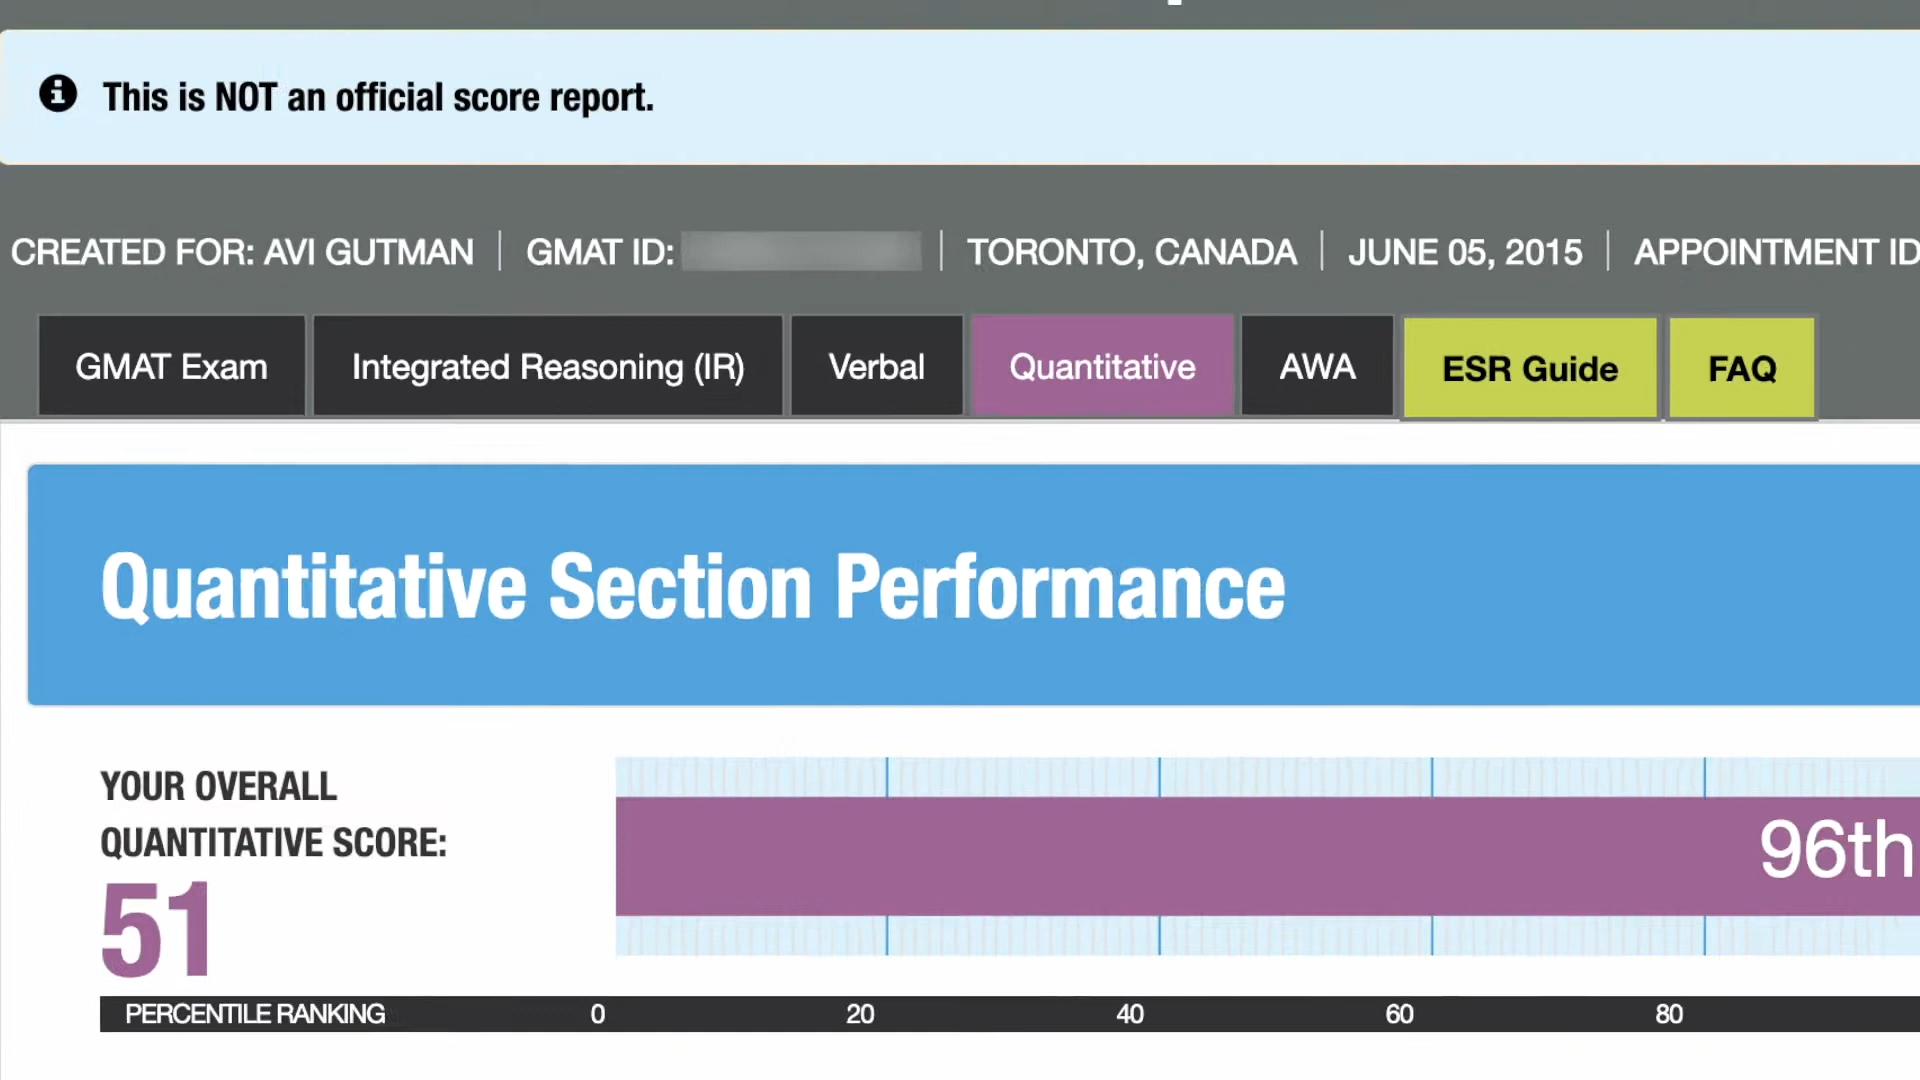 This is NOT an official score report.
CREATED FOR: AVI GUTMAN | GMAT ID: | TORONTO, CANADA | JUNE 05, 2015 | APPOINTMENT ID
GMAT Exam Integrated Reasoning (IR) Verbal Quantitative AWA ESR Guide FAQ
Quantitative Section Performance
YOUR OVERALL
QUANTITATIVE SCORE:
51
96th
PERCENTILE RANKING 0 20 40 60 80